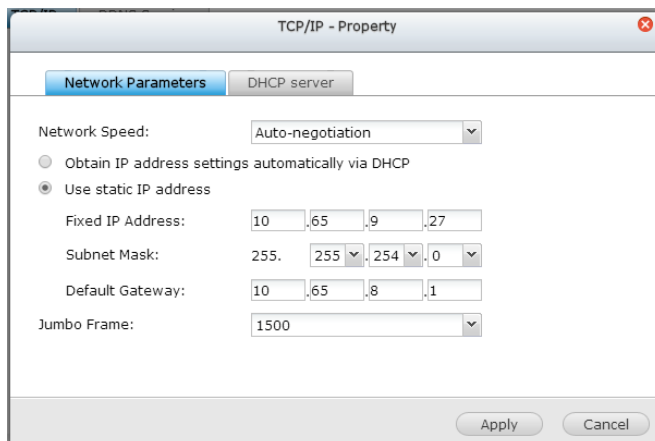 TCP/IP - Property
Network Parameters DHCP server
Network Speed: Auto-negotiation
Obtain IP address settings automatically via DHCP
Use static IP address
Fixed IP Address: 10 .65 .9 .27
Subnet Mask: 255. 255 . 254 . 0
Default Gateway: 10 .65 .8 .1
Jumbo Frame: 1500
Apply Cancel